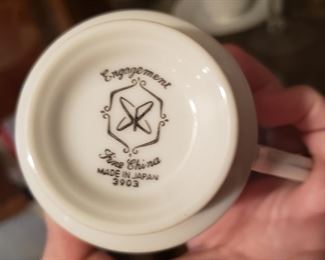 Engagement
Fine China
MADE IN JAPAN
3903